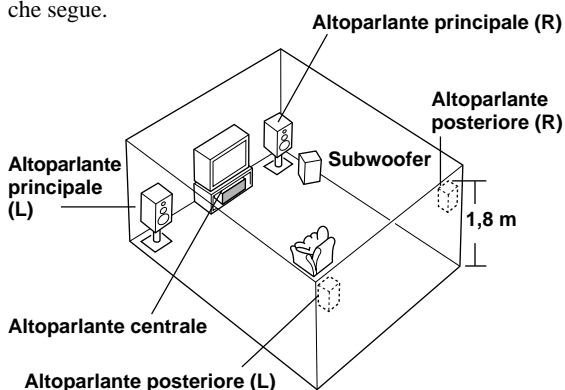 che segue.
Altoparlante principale (R)
Altoparlante
posteriore (R)
Subwoofer
Altoparlante
principale
(L)
1,8 m
Altoparlante centrale
Altoparlante posteriore (L)